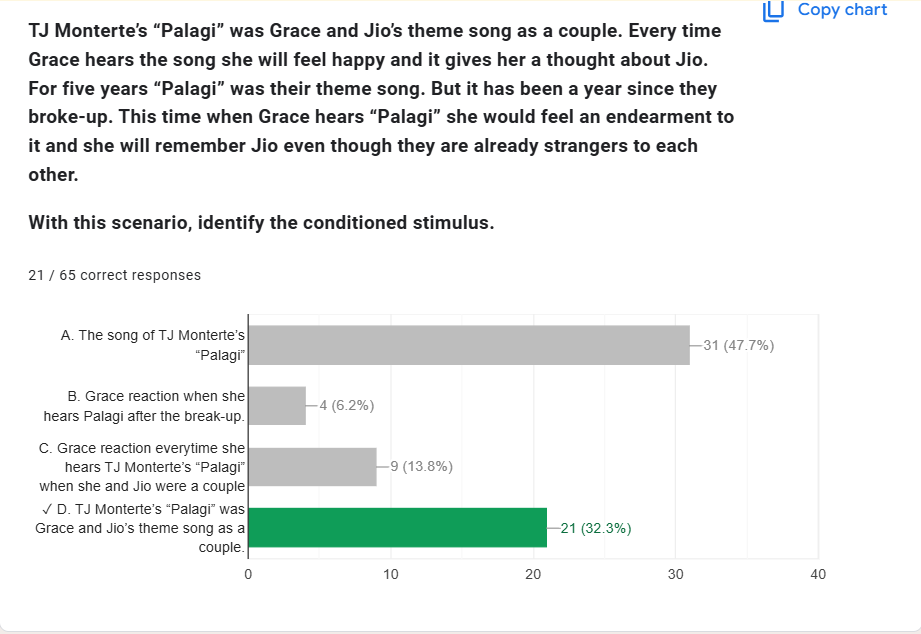 Copy chart
TJ Monterte’s “Palagi” was Grace and Jio’s theme song as a couple. Every time
Grace hears the song she will feel happy and it gives her a thought about Jio.
For five years “Palagi” was their theme song. But it has been a year since they
broke-up. This time when Grace hears “Palagi” she would feel an endearment to
it and she will remember Jio even though they are already strangers to each
other.
With this scenario, identify the conditioned stimulus.
21 / 65 correct responses
A. The song of TJ Monterte’s
“Palagi”
31 (47.7%)
B. Grace reaction when she
hears Palagi after the break-up.
4 (6.2%)
C. Grace reaction everytime she
hears TJ Monterte’s “Palagi”
when she and Jio were a couple
9 (13.8%)
✓ D. TJ Monterte’s “Palagi” was
Grace and Jio’s theme song as a
couple.
21 (32.3%)
0 10 20 30 40